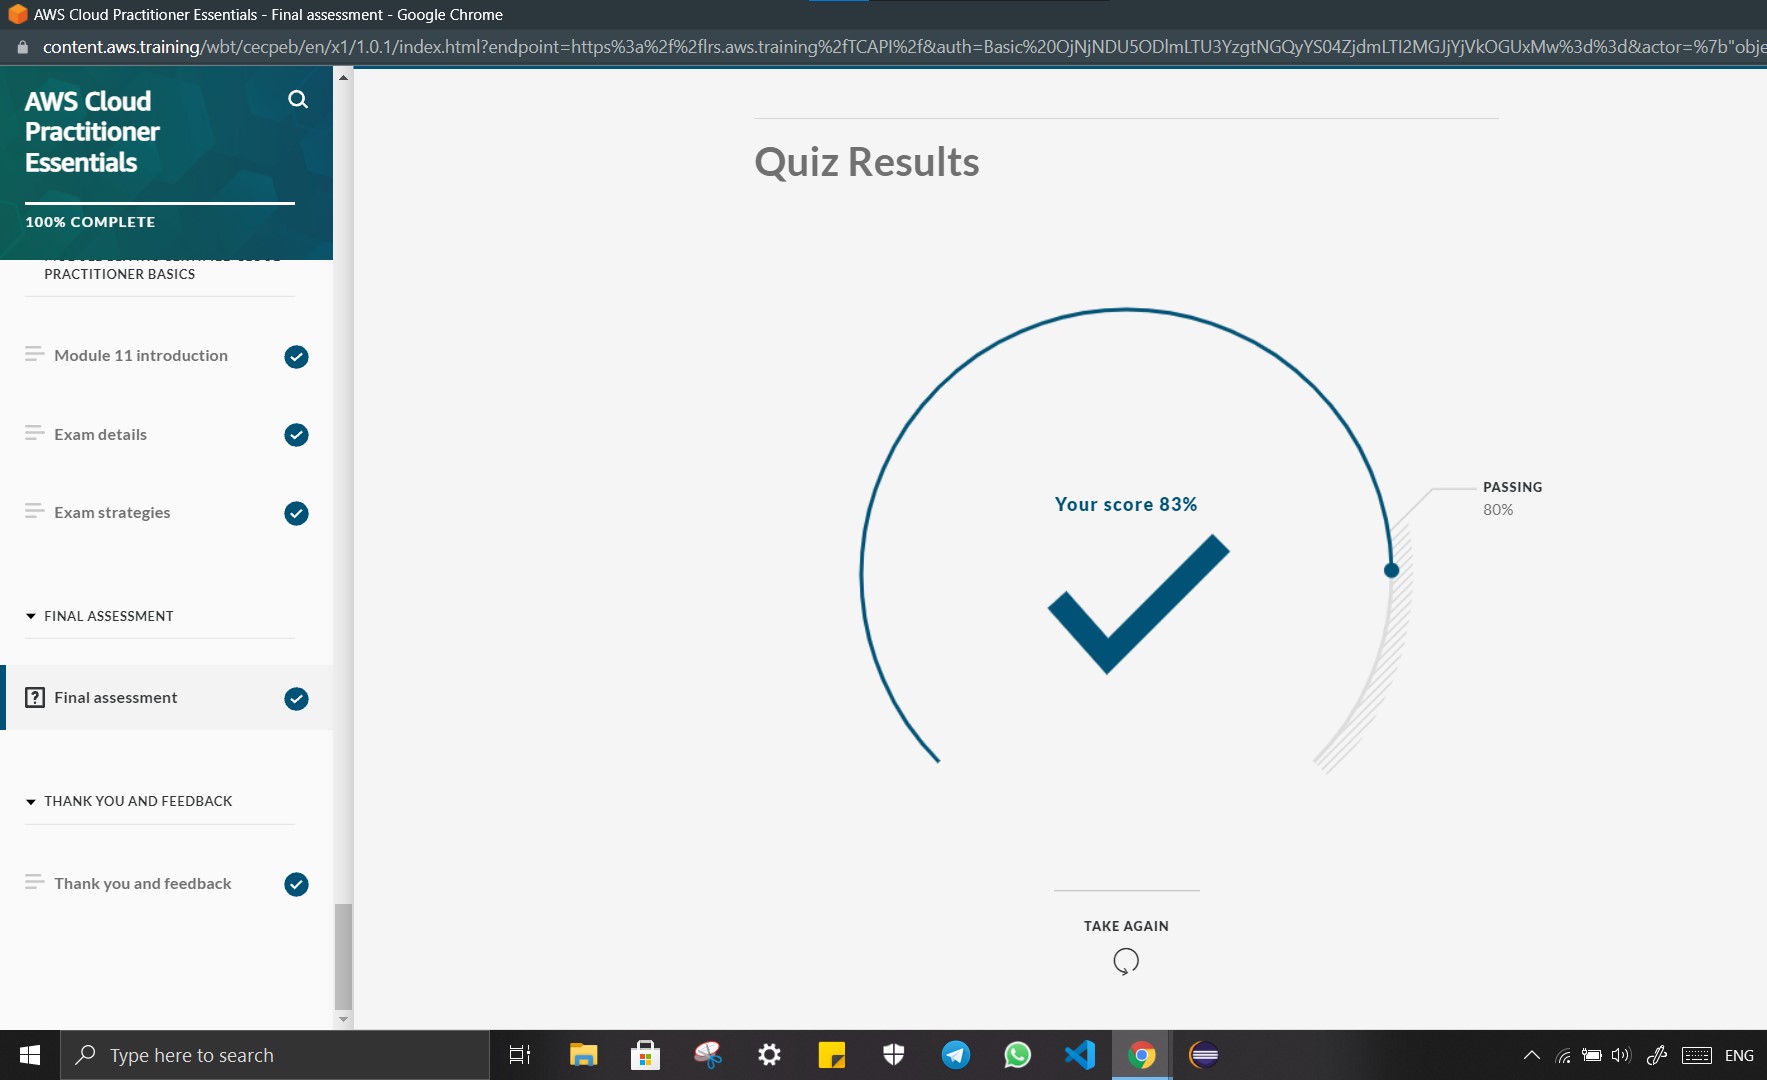 AWS Cloud Practitioner Essentials - Final assessment - Google Chrome
content.aws.training/wbt/cecpeb/en/x1/1.0.1/index.html?endpoint=https%3a%2f%2flrs.aws.training%2fTCAPI%2f&auth=Basic%20OjNjNDU5ODlmLTU3YzgtNGQyYS04ZjdmLTI2MGJjYjVkOGUxMw%3d%3d&actor=%7b"obje
AWS Cloud
Practitioner
Essentials
100% COMPLETE
PRACTITIONER BASICS
Module 11 introduction
Exam details
Exam strategies
FINAL ASSESSMENT
Final assessment
THANK YOU AND FEEDBACK
Thank you and feedback
Quiz Results
Your score 83%
PASSING
80%
TAKE AGAIN
Type here to search
ENG